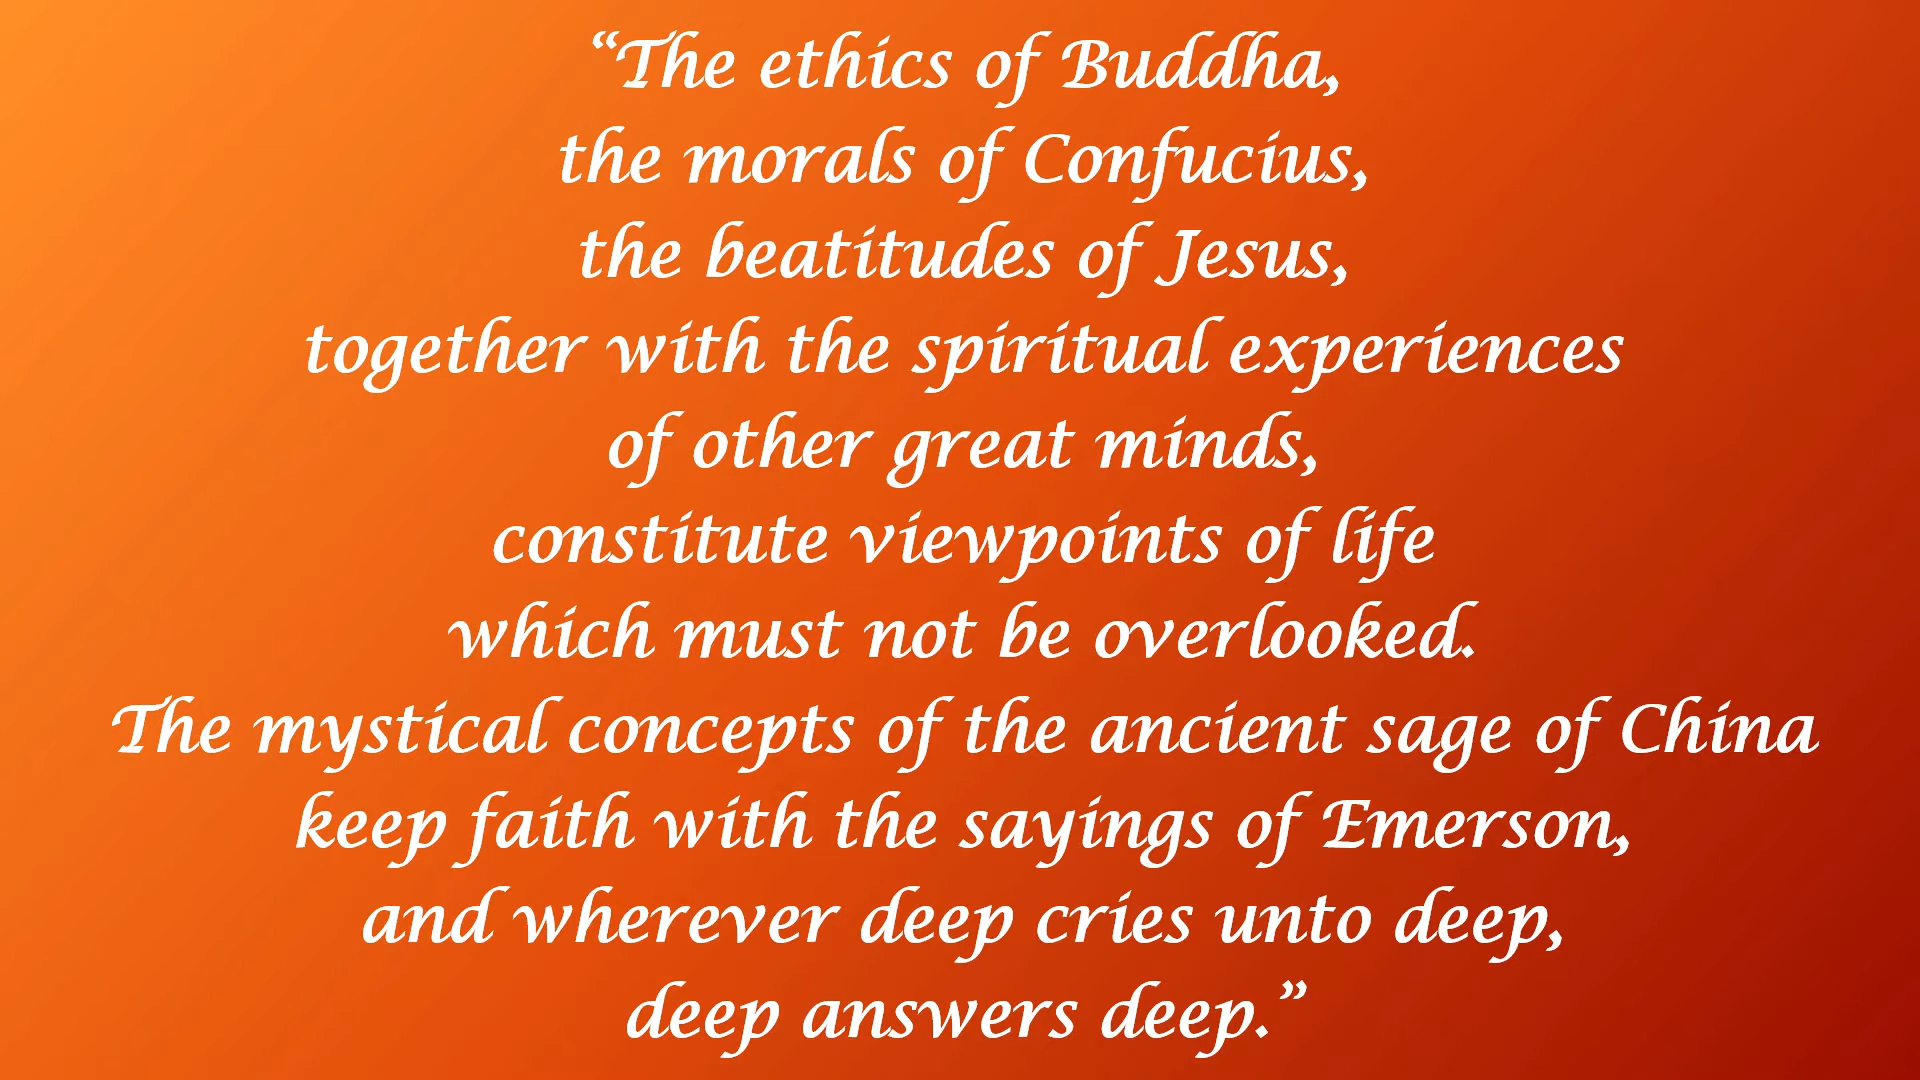 “The ethics of Buddha,
the morals of Confucius,
the beatitudes of Jesus,
together with the spiritual experiences
of other great minds,
constitute viewpoints of life
which must not be overlooked.
The mystical concepts of the ancient sage of China
keep faith with the sayings of Emerson,
and wherever deep cries unto deep,
deep answers deep.”